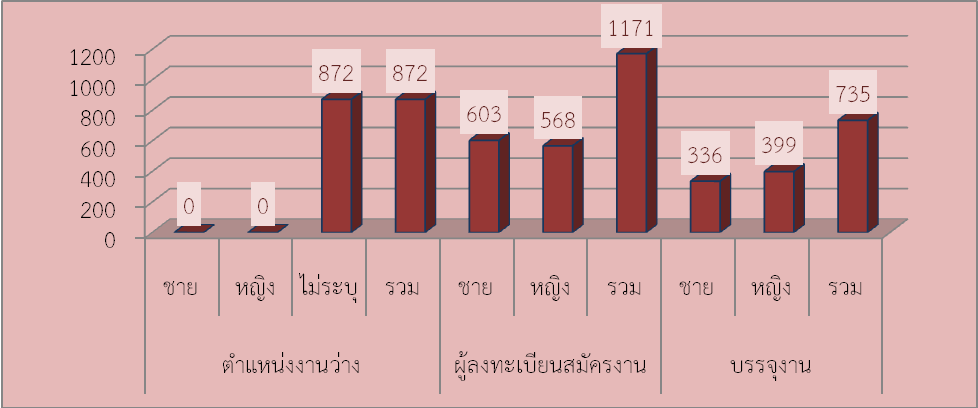 1200
1000
800
600
400
200
0
0 0 872 872 603 568 1171 336 399 735
ชาย หญิง ไม่ระบุ รวม ชาย หญิง รวม ชาย หญิง รวม
ตำแหน่งงานว่าง ผู้ลงทะเบียนสมัครงาน บรรจุงาน